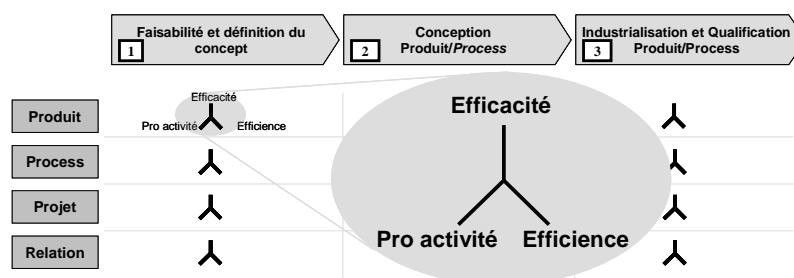 Faisabilité et définition du
concept
1
Conception
Produit/Process
2
Industrialisation et Qualification
Produit/Process
3
Produit
Efficacité
Pro activité
Efficience
Process
Projet
Relation
Efficacité
Pro activité
Efficience